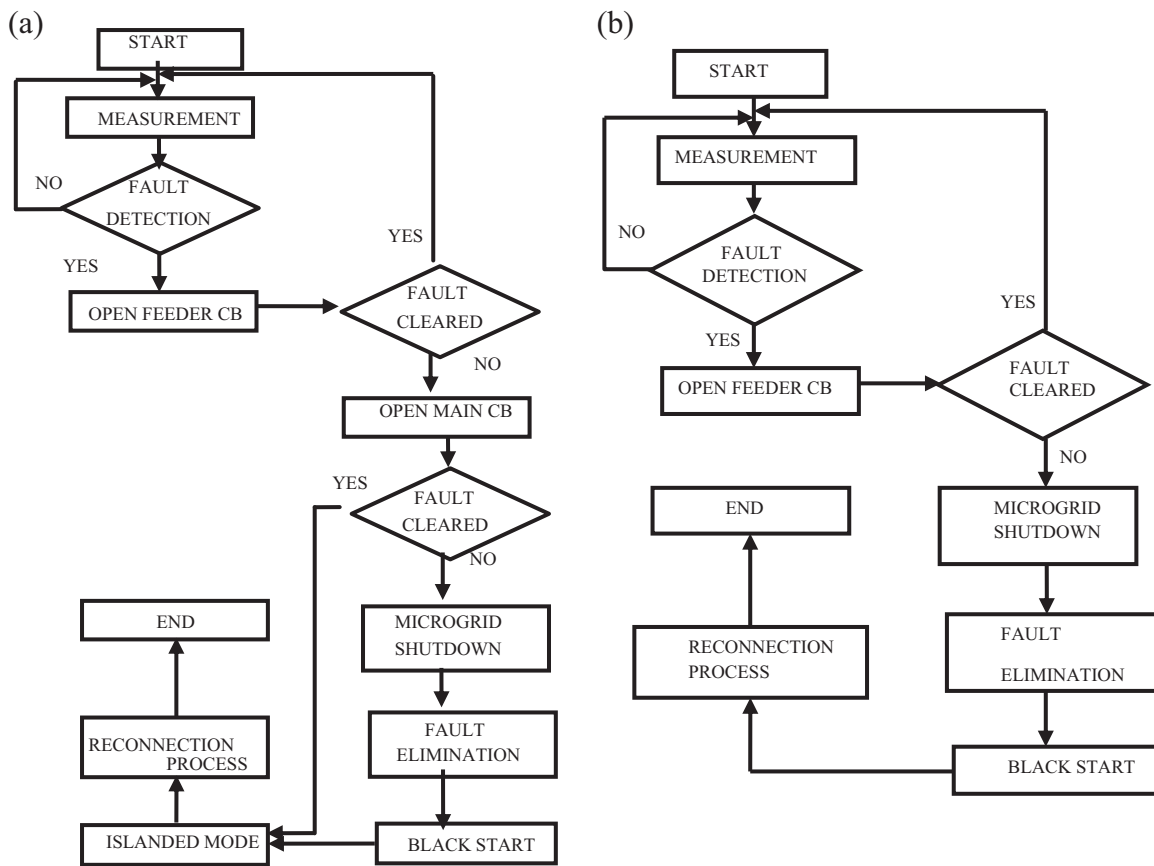 (a)
START
MEASUREMENT
NO
FAULT
DETECTION
YES
OPEN FEEDER CB
YES
FAULT
CLEARED
NO
OPEN MAIN CB
YES
FAULT
CLEARED
NO
MICROGRID
SHUTDOWN
FAULT
ELIMINATION
BLACK START
ISLANDED MODE
RECONNECTION
PROCESS
END
(b)
START
MEASUREMENT
NO
FAULT
DETECTION
YES
OPEN FEEDER CB
YES
FAULT
CLEARED
NO
MICROGRID
SHUTDOWN
FAULT
ELIMINATION
BLACK START
RECONNECTION
PROCESS
END